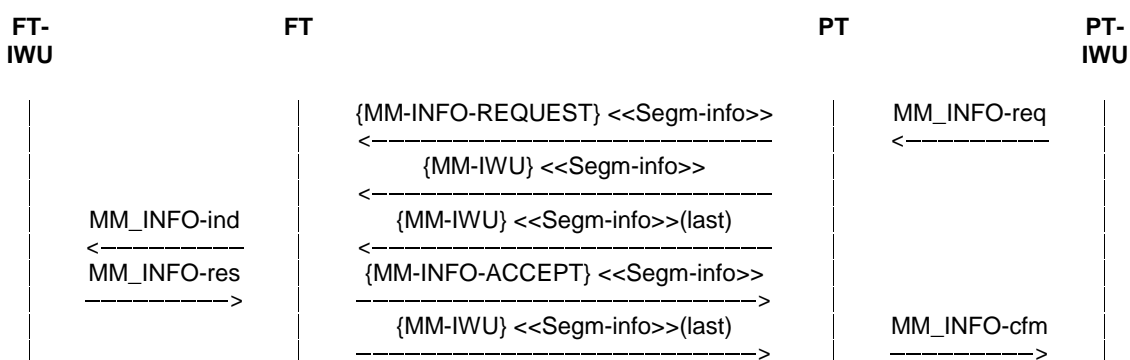 FT- FT PT PT-
IWU IWU
{MM-INFO-REQUEST} <<Segm-info>> MM_INFO-req
{MM-IWU} <<Segm-info>>
MM_INFO-ind {MM-IWU} <<Segm-info>>(last)
MM_INFO-res {MM-INFO-ACCEPT} <<Segm-info>>
{MM-IWU} <<Segm-info>>(last) MM_INFO-cfm